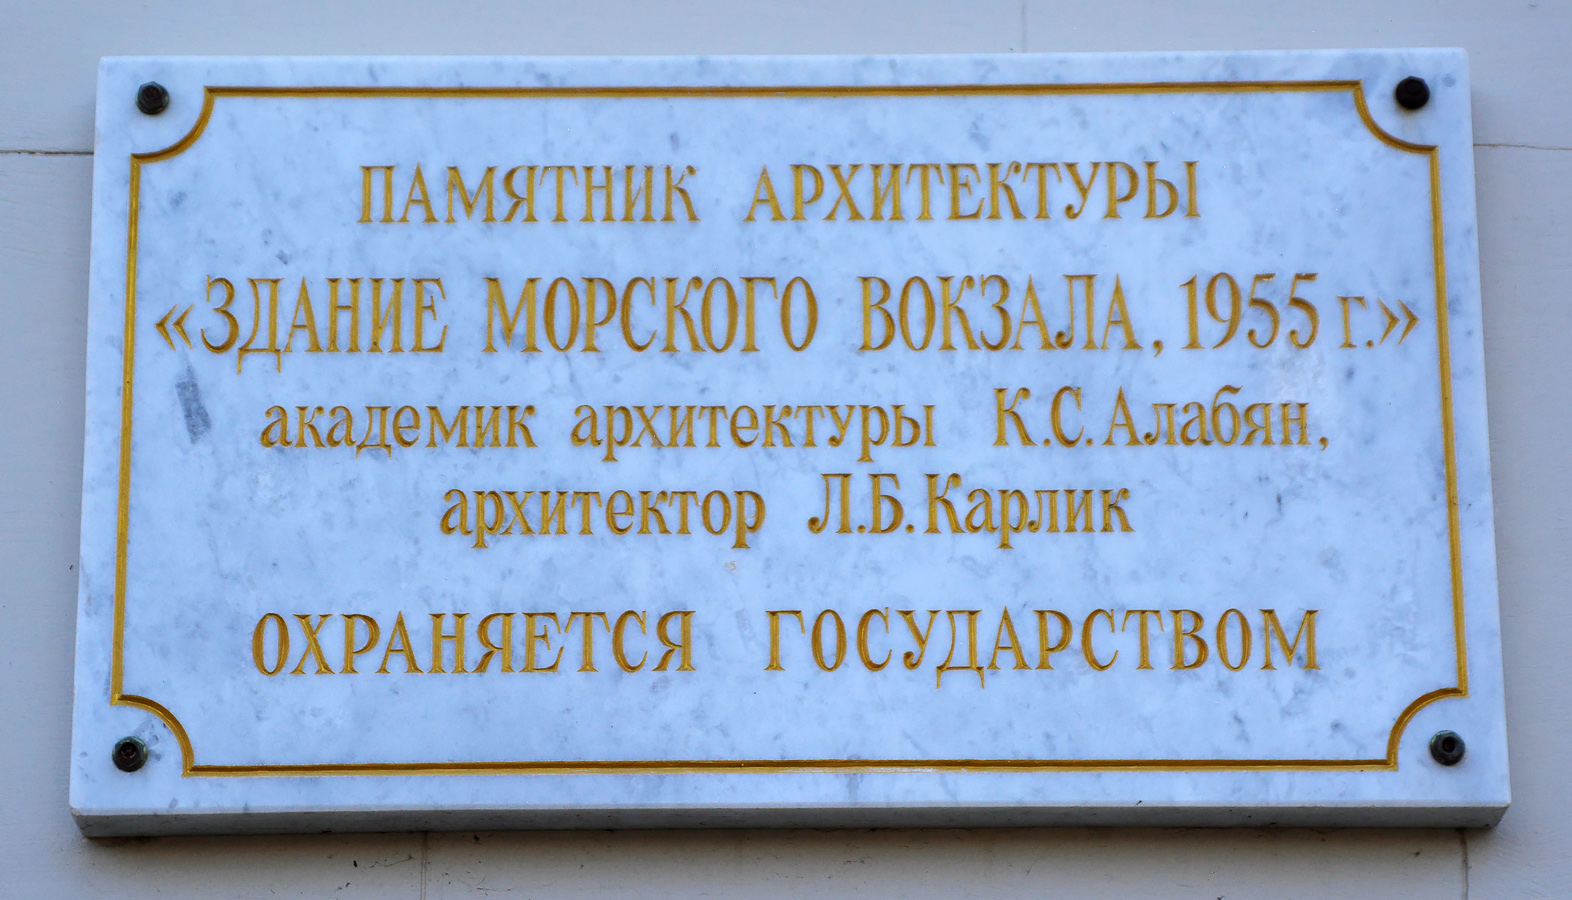 ПАМЯТНИК АРХИТЕКТУРЫ
«ЗДАНИЕ МОРСКОГО ВОКЗАЛА, 1955 г.»
академик архитектуры К.С.Алабян,
архитектор Л.Б.Карлик
ОХРАНЯЕТСЯ ГОСУДАРСТВОМ